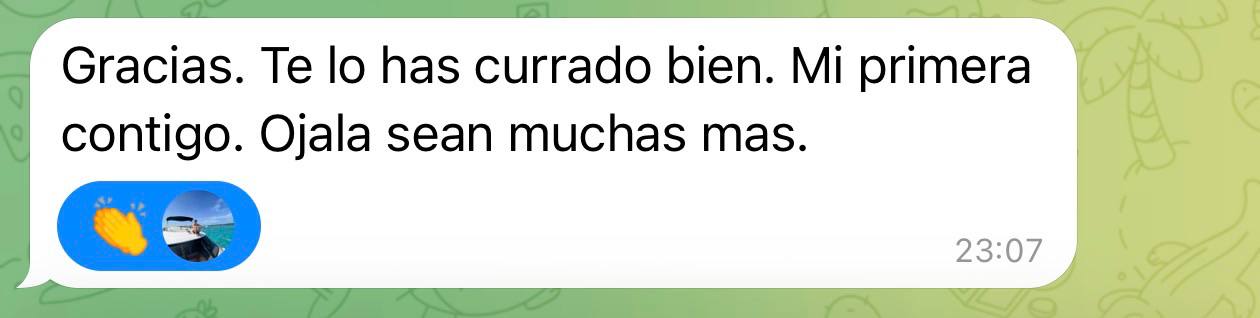 Gracias. Te lo has currado bien. Mi primera
contigo. Ojala sean muchas mas.
23:07